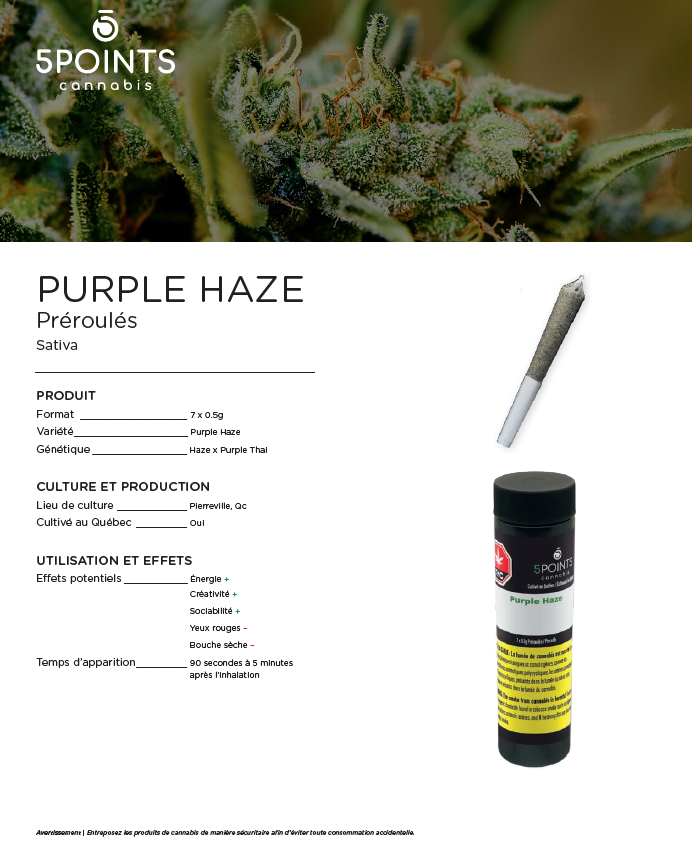 5POINTS
cannabis
PURPLE HAZE
Préroulés
Sativa
PRODUIT
Format 7 x 0.5g
Variété Purple Haze
Génétique Haze x Purple Thai
CULTURE ET PRODUCTION
Lieu de culture Pierreville, Qc
Cultivé au Québec Oui
UTILISATION ET EFFETS
Effets potentiels Énergie +
Créativité +
Sociabilité +
Yeux rouges –
Bouche sèche –
Temps d'apparition 90 secondes à 5 minutes
après l'inhalation
5POINTS
cannabis
Purple Haze
Avertissement | Entreposez les produits de cannabis de manière sécuritaire afin d'éviter toute consommation accidentelle.